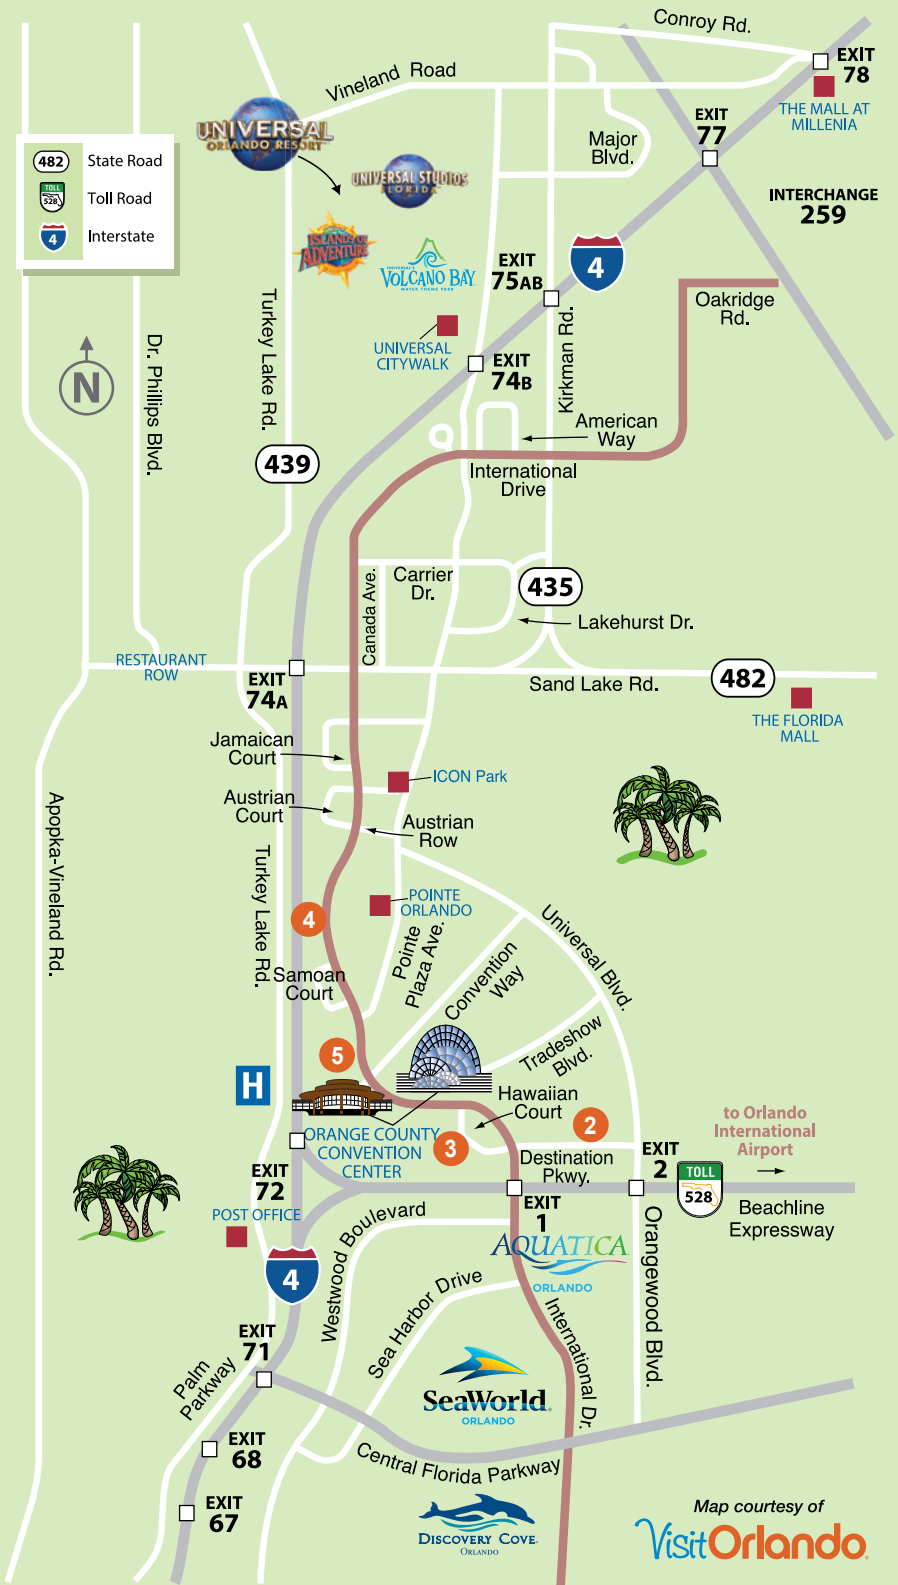 Conroy Rd.
EXIT
78
THE MALL AT
MILLENIA
Vineland Road
UNIVERSAL
ORLANDO RESORT
EXIT
77
Major
Blvd.
482 State Road
TOLL
528
Toll Road
4 Interstate
UNIVERSAL STUDIOS
FLORIDA
INTERCHANGE
259
ISLANDS OF
ADVENTURE
UNIVERSAL'S
VOLCANO BAY
WATER THEME PARK
EXIT
75AB
4
Oakridge
Rd.
Turkey Lake Rd.
Dr. Phillips Blvd.
N
UNIVERSAL
CITYWALK
EXIT
74B
Kirkman Rd.
American
Way
439
International
Drive
Carrier
Dr.
Canada Ave.
435
Lakehurst Dr.
RESTAURANT
ROW
EXIT
74A
Sand Lake Rd.
482
THE FLORIDA
MALL
Jamaican
Court
ICON Park
Austrian
Court
Austrian
Row
Apopka-Vineland Rd.
Turkey Lake Rd.
4
POINTE
ORLANDO
Pointe
Plaza Ave.
Universal Blvd.
Convention
Way
Samoan
Court
Tradeshow
Blvd.
5
H
Hawaiian
Court
ORANGE COUNTY
CONVENTION
CENTER
3
2
Destination
Pkwy.
to Orlando
International
Airport
EXIT
2
TOLL
528
Beachline
Expressway
EXIT
72
POST OFFICE
EXIT
1
AQUATICA
ORLANDO
Westwood Boulevard
Orangewood Blvd.
4
Sea Harbor Drive
International Dr.
EXIT
71
Palm
Parkway
SeaWorld
ORLANDO
EXIT
68
Central Florida Parkway
EXIT
67
DISCOVERY COVE
ORLANDO
Map courtesy of
VisitOrlando